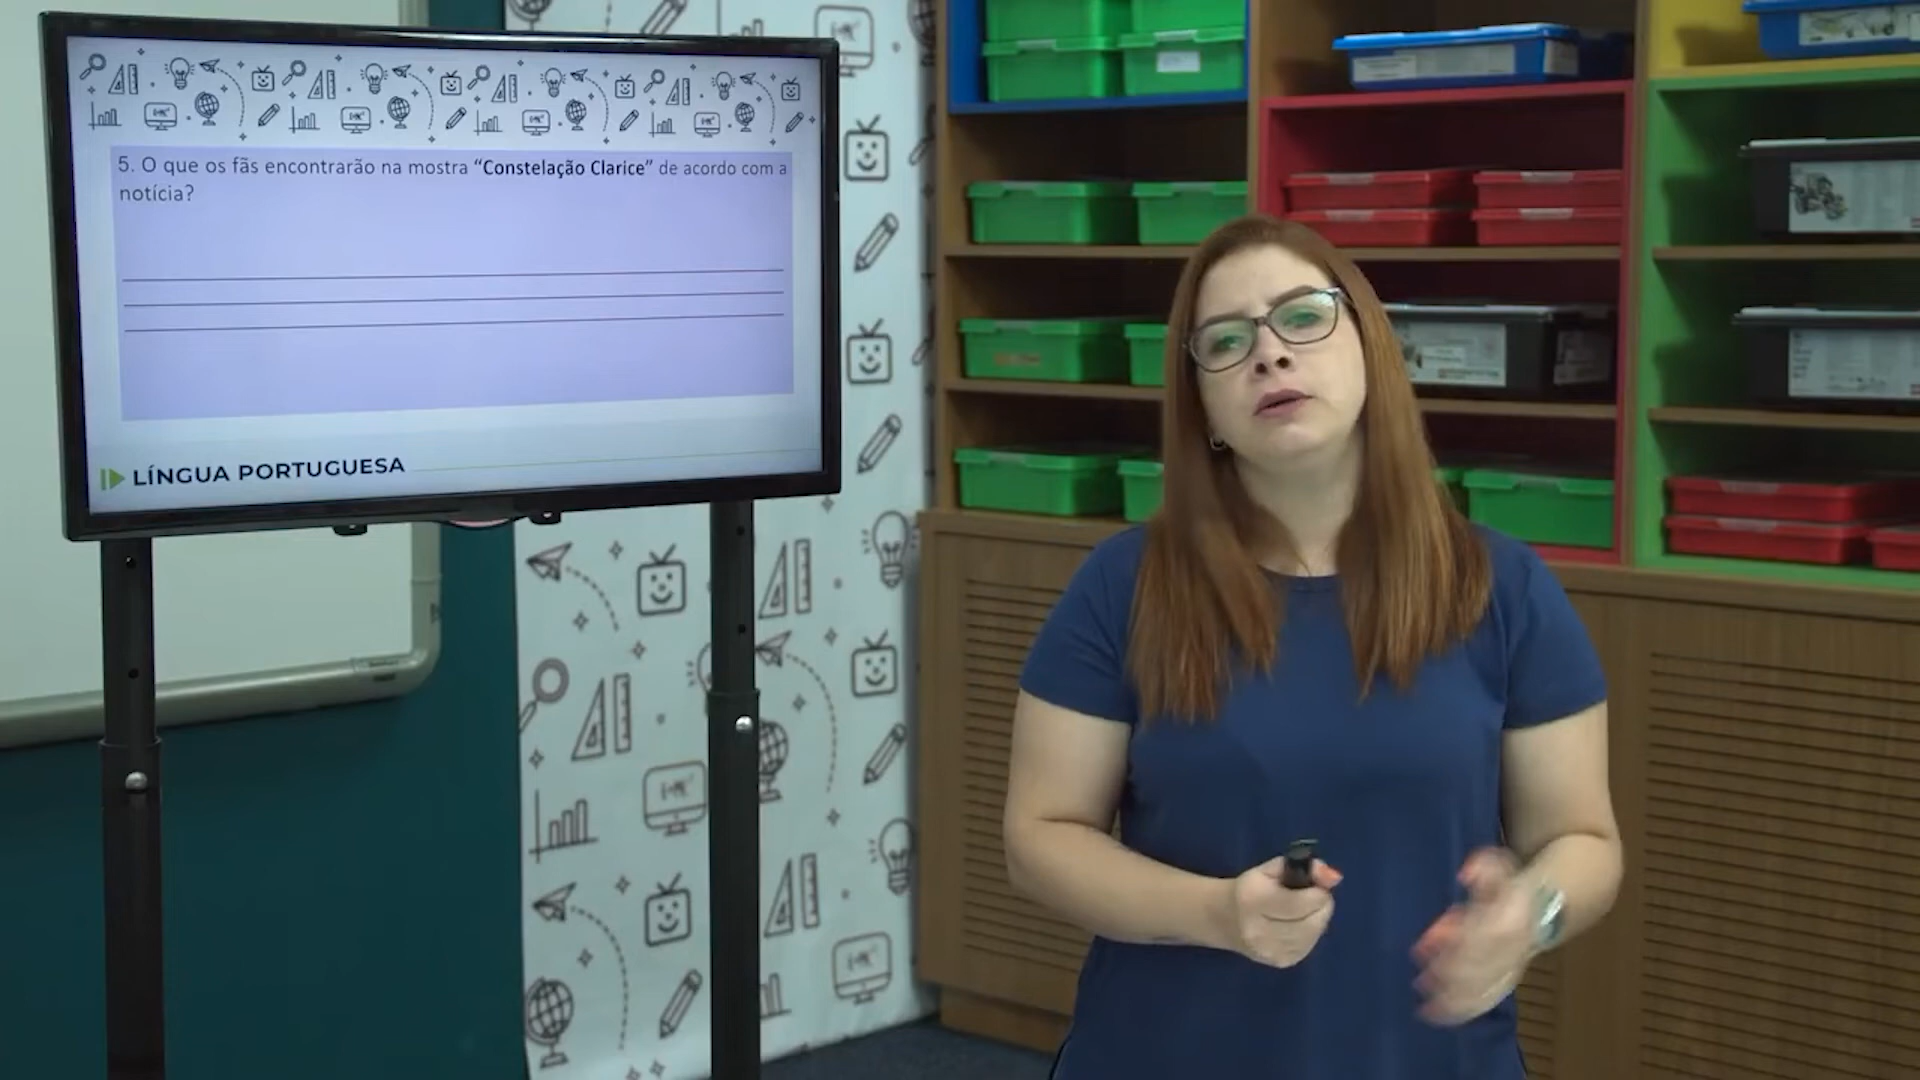 5. O que os fãs encontrarão na mostra “Constelação Clarice” de acordo com a
notícia?
LÍNGUA PORTUGUESA